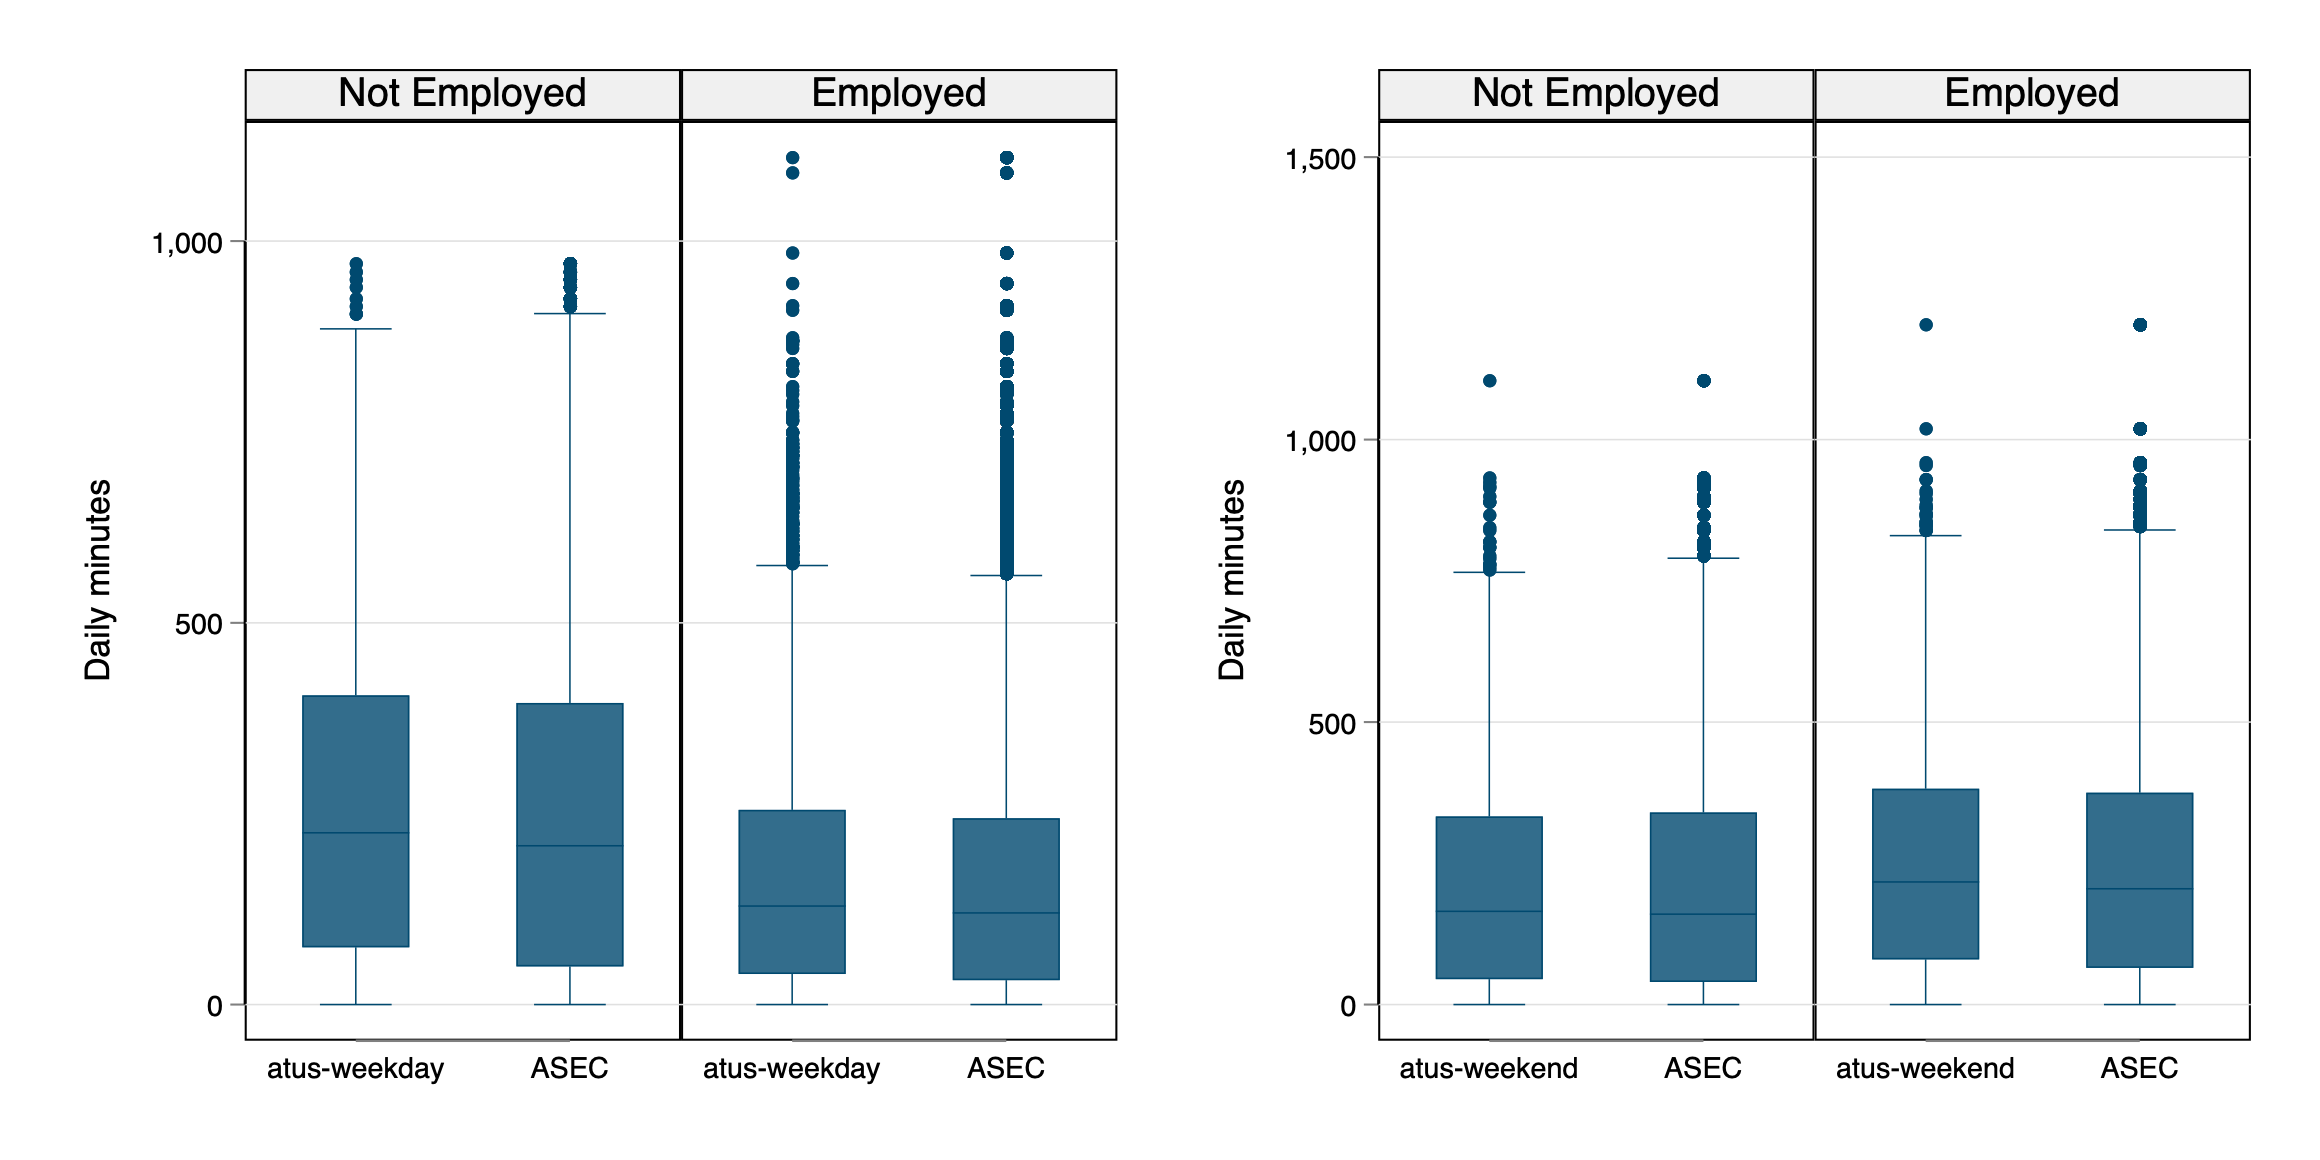 Not Employed
Employed
1,000
500
0
Daily minutes
atus-weekday
ASEC
atus-weekday
ASEC
Not Employed
Employed
1,500
1,000
500
0
Daily minutes
atus-weekend
ASEC
atus-weekend
ASEC